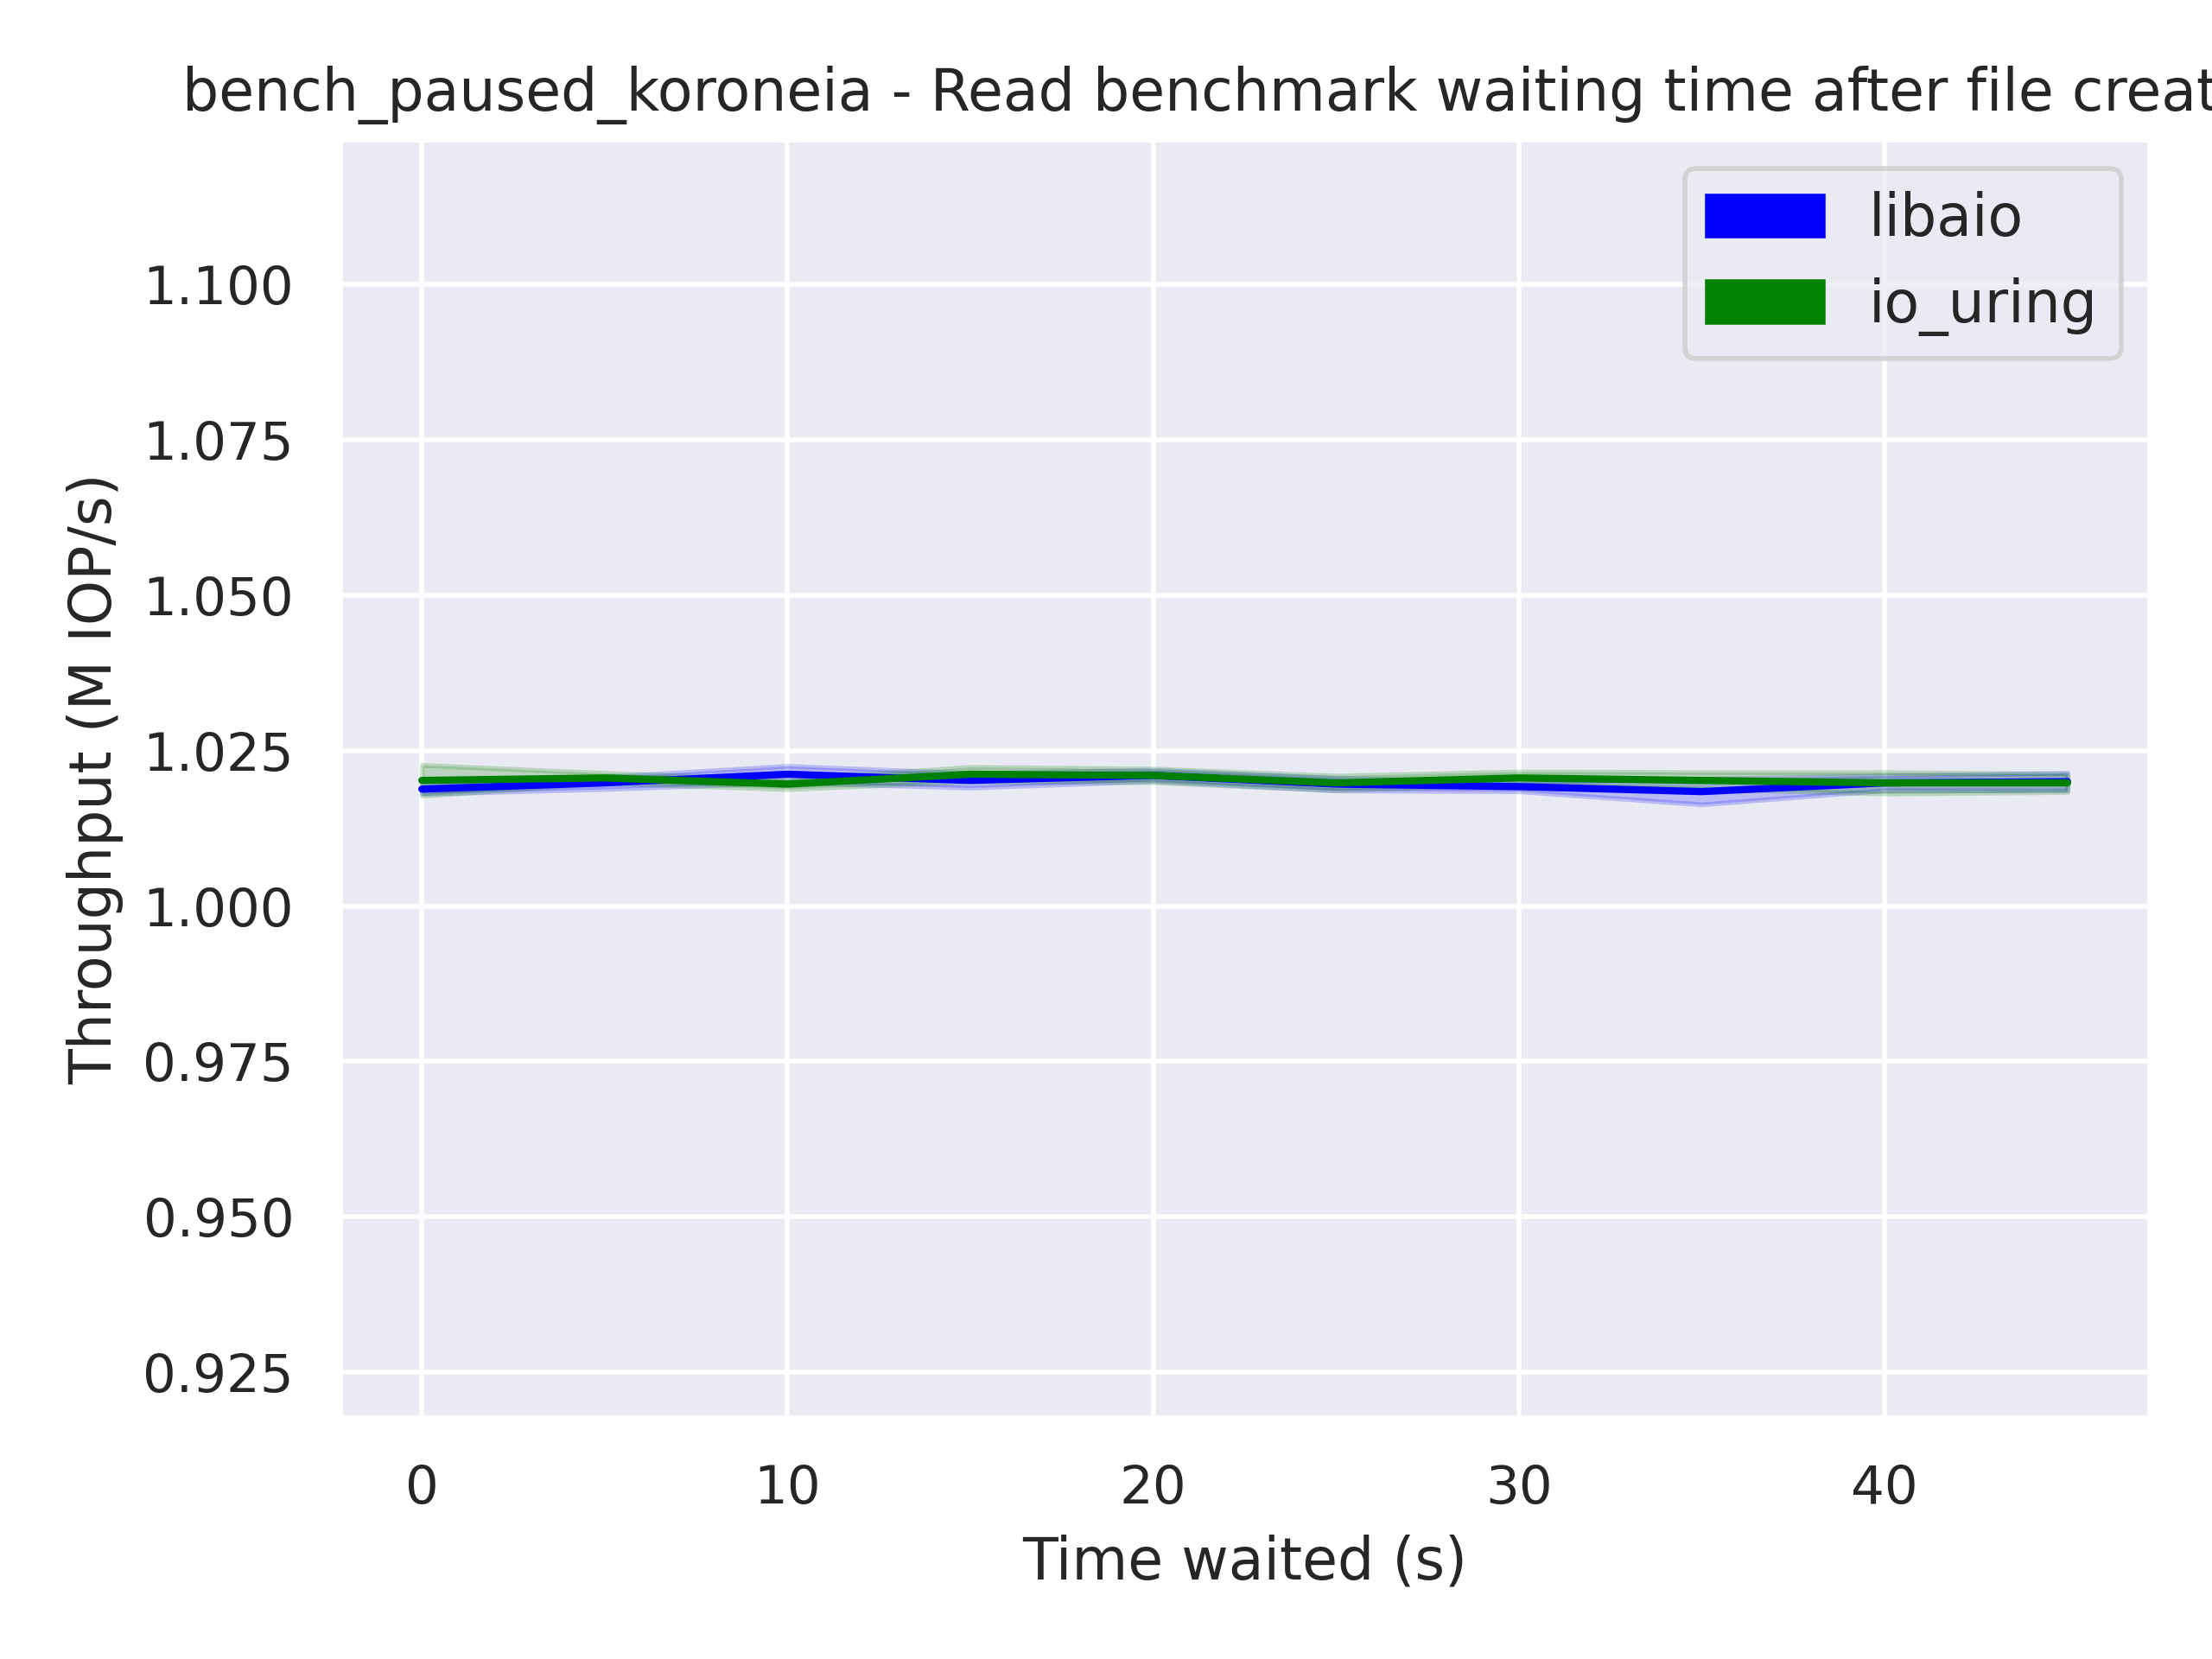 bench_paused_koroneia - Read benchmark waiting time after file creat
libaio
io_uring
Throughput (M IOP/s)
1.100
1.075
1.050
1.025
1.000
0.975
0.950
0.925
0 10 20 30 40
Time waited (s)